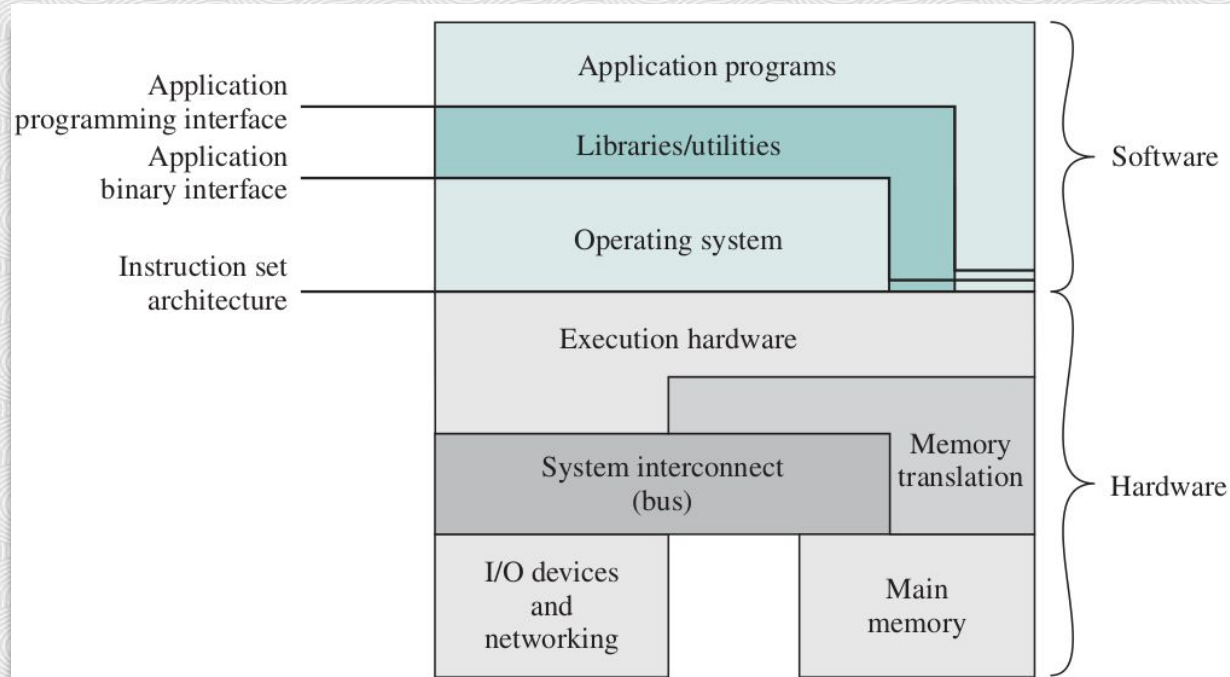 Application programs
Application
programming interface
Libraries/utilities
Application
binary interface
Software
Operating system
Instruction set
architecture
Execution hardware
Memory
translation
System interconnect
(bus)
Hardware
I/O devices
and
networking
Main
memory